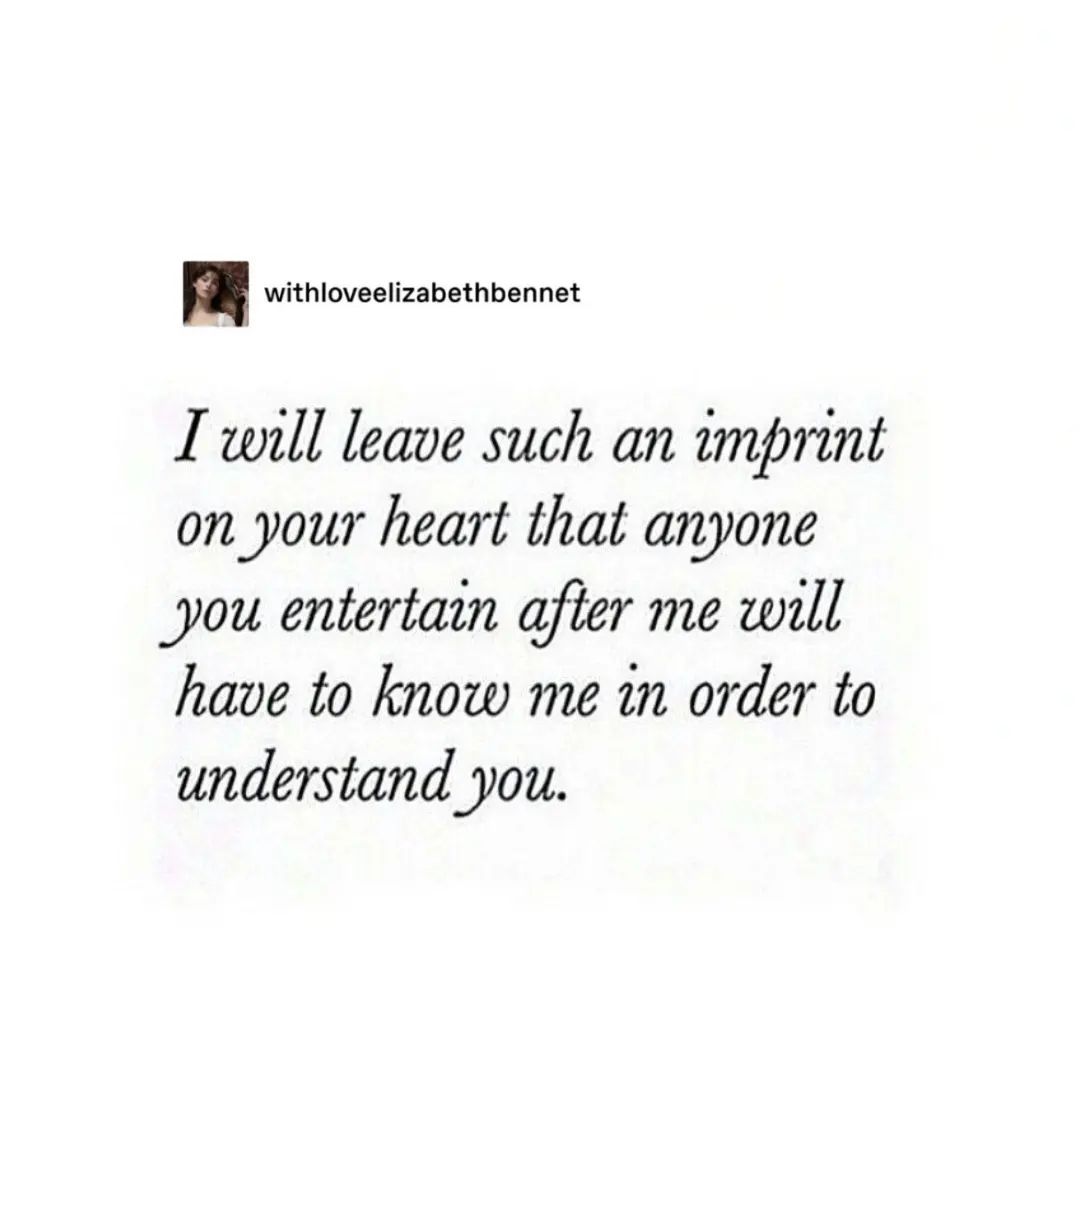 withloveelizabethbennet
I will leave such an imprint
on your heart that anyone
you entertain after me will
have to know me in order to
understand you.